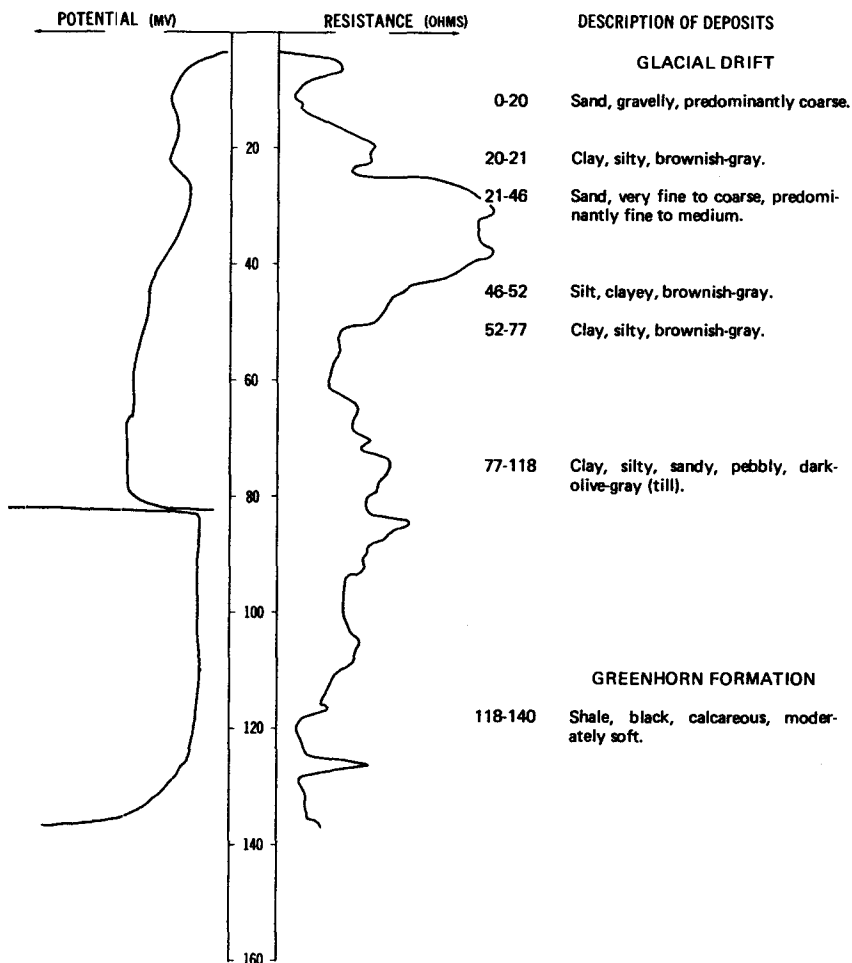 POTENTIAL (MV) RESISTANCE (OHMS) DESCRIPTION OF DEPOSITS
GLACIAL DRIFT
0-20 Sand, gravelly, predominantly coarse.
20
20-21 Clay, silty, brownish-gray.
21-46 Sand, very fine to coarse, predomi-
nantly fine to medium.
40
46-52 Silt, clayey, brownish-gray.
52-77 Clay, silty, brownish-gray.
60
77-118 Clay, silty, sandy, pebbly, dark-
olive-gray (till).
80
100
GREENHORN FORMATION
118-140 Shale, black, calcareous, moder-
ately soft.
120
140
160